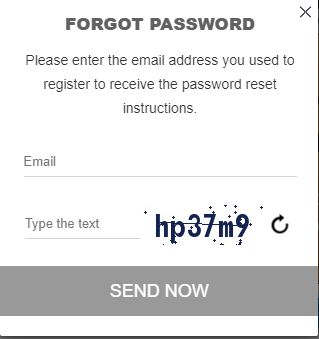 FORGOT PASSWORD
Please enter the email address you used to
register to receive the password reset
instructions.
Email
Type the text hp37m9
SEND NOW